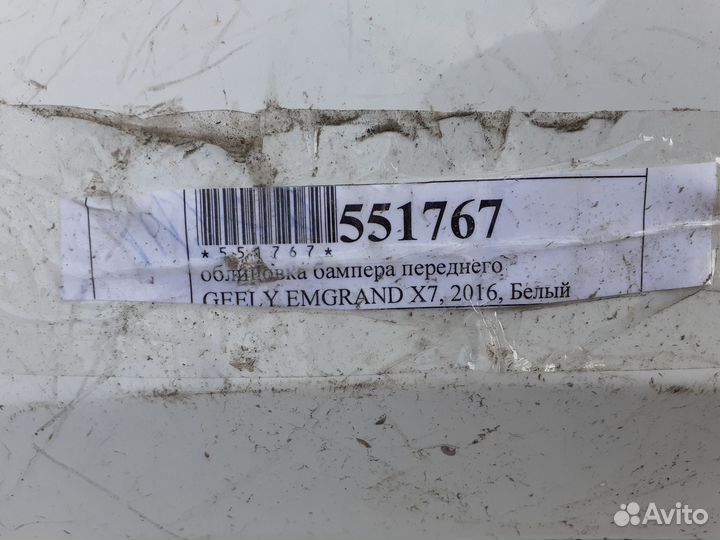 551767
*551767*
облицовка бампера переднего
GEELY EMGRAND X7, 2016, Белый
Avito